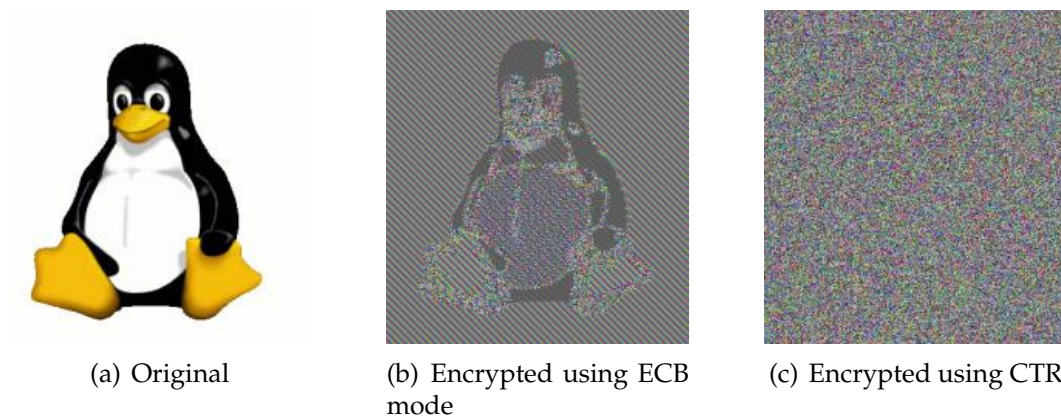 (a) Original
(b) Encrypted using ECB
mode
(c) Encrypted using CTR